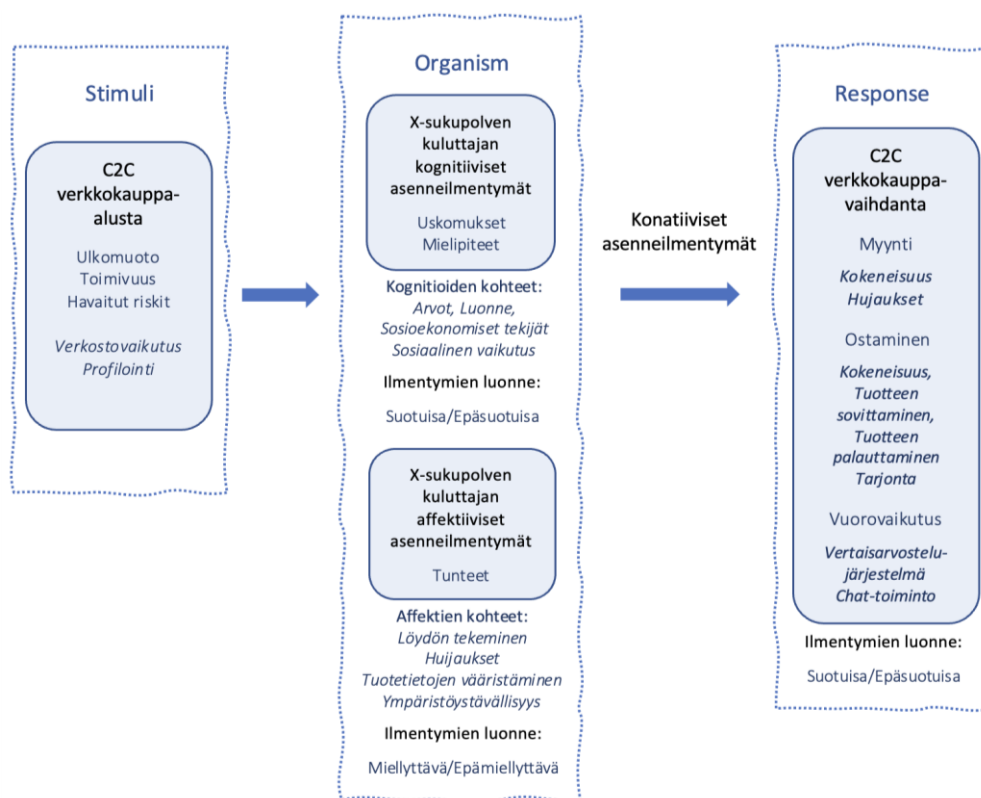 Stimuli
C2C
verkkokauppa-
alusta
Ulkomuoto
Toimivuus
Havaitut riskit
Verkostovaikutus
Profilointi
Organism
X-sukupolven
kuluttajan
kognitiiviset
asenneilmentymät
Uskomukset
Mielipiteet
Kognitioiden kohteet:
Arvot, Luonne,
Sosioekonomiset tekijät
Sosiaalinen vaikutus
Ilmentymien luonne:
Suotuisa/Epäsuotuisa
X-sukupolven
kuluttajan
affektiiviset
asenneilmentymät
Tunteet
Affektien kohteet:
Löydön tekeminen
Huijaukset
Tuotetietojen vääristäminen
Ympäristöystävällisyys
Ilmentymien luonne:
Miellyttävä/Epämiellyttävä
Konatiiviset
asenneilmentymät
Response
C2C
verkkokauppa-
vaihdanta
Myynti
Kokeneisuus
Hujaukset
Ostaminen
Kokeneisuus,
Tuotteen
sovittaminen,
Tuotteen
palauttaminen
Tarjonta
Vuorovaikutus
Vertaisarvostelu-
järjestelmä
Chat-toiminto
Ilmentymien luonne:
Suotuisa/Epäsuotuisa